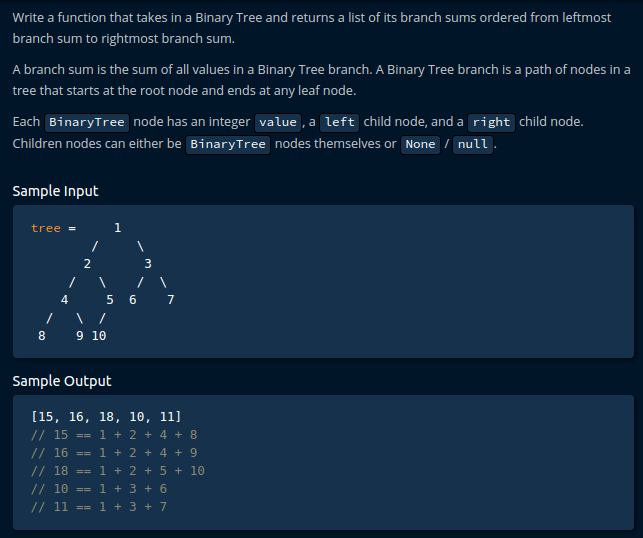 Write a function that takes in a Binary Tree and returns a list of its branch sums ordered from leftmost
branch sum to rightmost branch sum.
A branch sum is the sum of all values in a Binary Tree branch. A Binary Tree branch is a path of nodes in a
tree that starts at the root node and ends at any leaf node.
Each BinaryTree node has an integer value , a left child node, and a right child node.
Children nodes can either be BinaryTree nodes themselves or None / null .
Sample Input
tree =     1
        /     \
       2       3
     /   \   /  \
    4     5 6    7
  /   \  /
 8    9 10
Sample Output
[15, 16, 18, 10, 11]
// 15 == 1 + 2 + 4 + 8
// 16 == 1 + 2 + 4 + 9
// 18 == 1 + 2 + 5 + 10
// 10 == 1 + 3 + 6
// 11 == 1 + 3 + 7